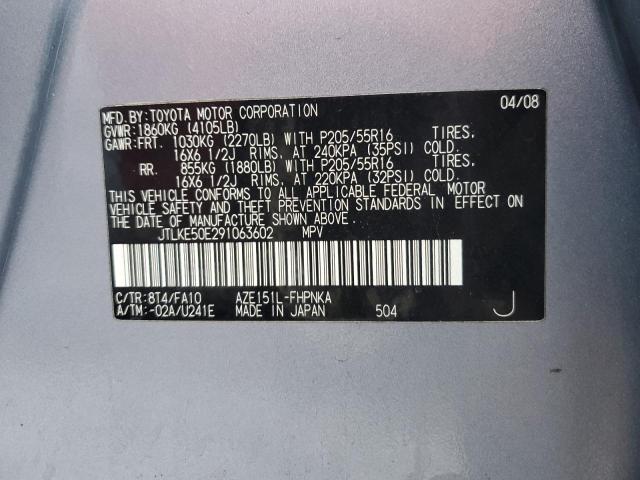 MFD. BY: TOYOTA MOTOR CORPORATION 04/08
GVWR: 1860KG (4105LB)
GAWR: FRT. 1030KG (2270LB) WITH P205/55R16 TIRES,
16X6 1/2J RIMS, AT 240KPA (35PSI) COLD.
RR. 855KG (1880LB) WITH P205/55R16 TIRES,
16X6 1/2J RIMS, AT 220KPA (32PSI) COLD.
THIS VEHICLE CONFORMS TO ALL APPLICABLE FEDERAL MOTOR
VEHICLE SAFETY AND THEFT PREVENTION STANDARDS IN EFFECT ON
THE DATE OF MANUFACTURE SHOWN ABOVE.
JTLKE50E291063602 MPV
C/TR: 8T4/FA10 AZE151L-FHPNKA
A/TM: -02A/U241E MADE IN JAPAN 504 J